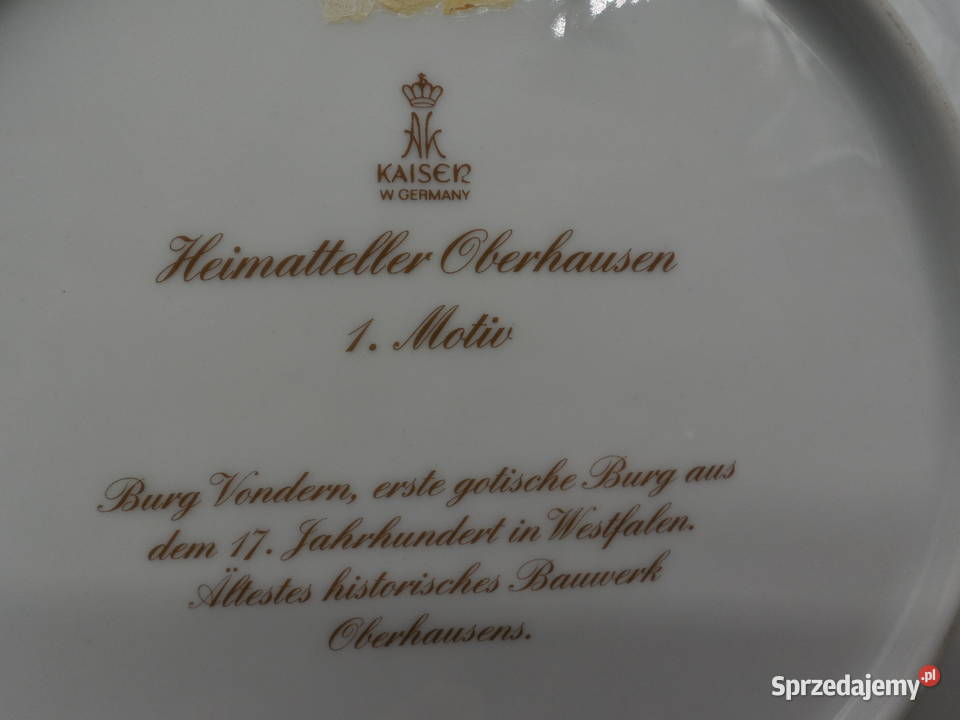 AK
KAISER
W. GERMANY
Heimatteller Oberhausen
1. Motiv
Burg Vondern, erste gotische Burg aus
dem 17. Jahrhundert in Westfalen.
Ältestes historisches Bauwerk
Oberhausens.
Sprzedajemy.pl